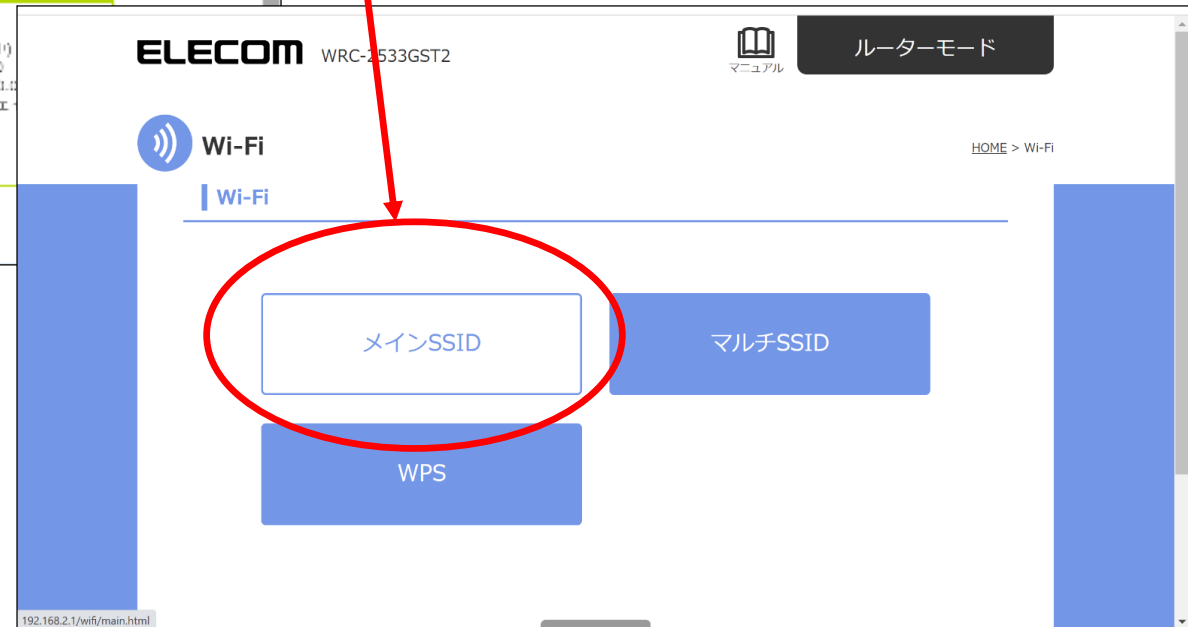 ELECOM WRC-2533GST2
マニュアル
ルーターモード
Wi-Fi
HOME > Wi-Fi
Wi-Fi
メインSSID
マルチSSID
WPS
192.168.2.1/wifi/main.html